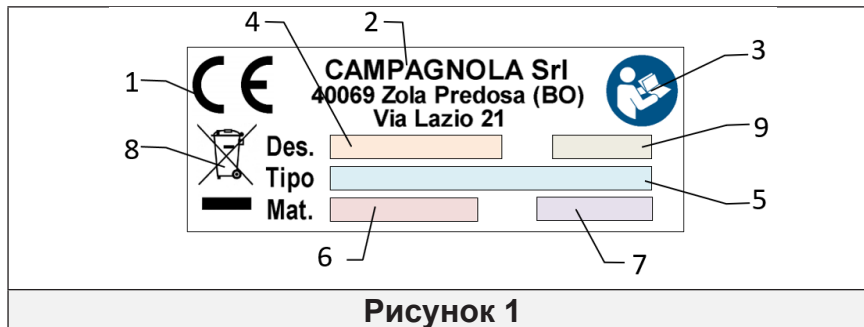 4
2
CAMPAGNOLA Srl
3
1
CE
40069 Zola Predosa (BO)
Via Lazio 21
9
8
Des.
Tipo
5
Mat.
6
7
Рисунок 1